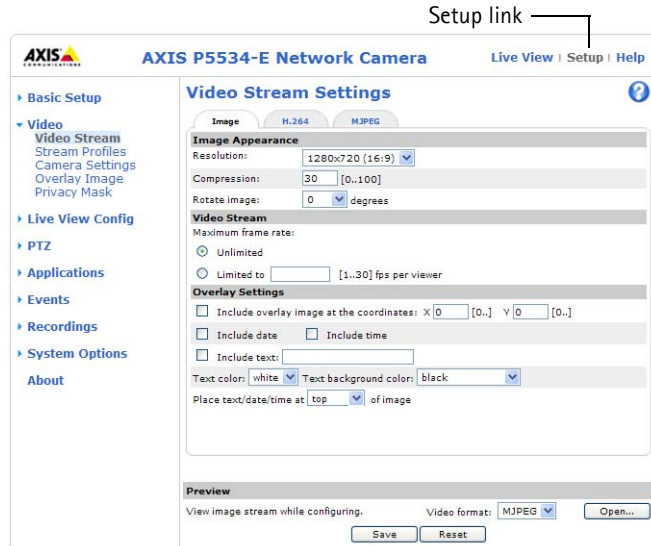 Setup link
AXIS
COMMUNICATIONS
AXIS P5534-E Network Camera
Live View | Setup | Help
Basic Setup
Video
Video Stream
Stream Profiles
Camera Settings
Overlay Image
Privacy Mask
Live View Config
PTZ
Applications
Events
Recordings
System Options
About
Video Stream Settings
?
Image H.264 MJPEG
Image Appearance
Resolution: 1280x720 (16:9)
Compression: 30 [0..100]
Rotate image: 0 degrees
Video Stream
Maximum frame rate:
Unlimited
Limited to [1..30] fps per viewer
Overlay Settings
Include overlay image at the coordinates: X 0 [0..] Y 0 [0..]
Include date Include time
Include text:
Text color: white Text background color: black
Place text/date/time at top of image
Preview
View image stream while configuring. Video format: MJPEG Open...
Save Reset